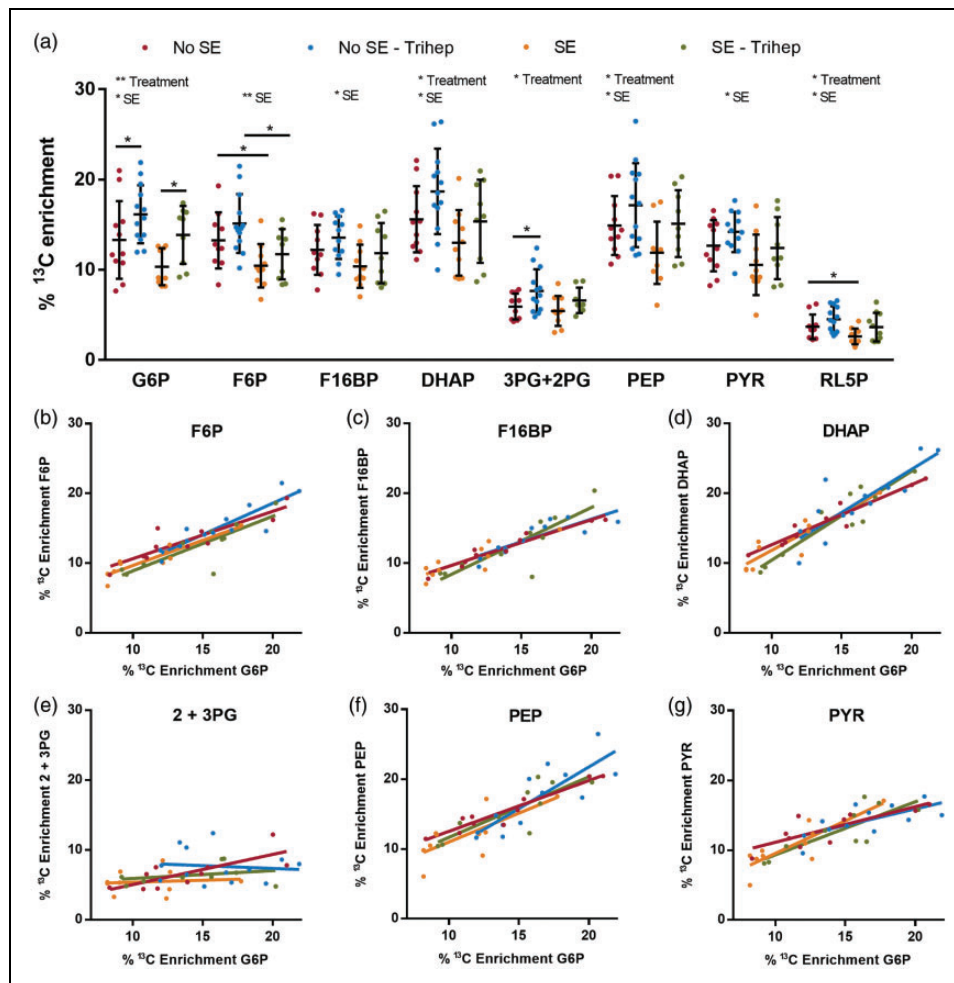 (a)
No SE No SE - Trihep SE SE - Trihep
** Treatment * Treatment * Treatment * Treatment * Treatment
* SE ** SE * SE * SE * SE * SE * SE
* * * * * *
% ¹³C enrichment
30
20
10
0
G6P F6P F16BP DHAP 3PG+2PG PEP PYR RL5P
(b) F6P
% ¹³C Enrichment F6P
30
20
10
0
10 15 20
% ¹³C Enrichment G6P
(c) F16BP
% ¹³C Enrichment F16BP
30
20
10
0
10 15 20
% ¹³C Enrichment G6P
(d) DHAP
% ¹³C Enrichment DHAP
30
20
10
0
10 15 20
% ¹³C Enrichment G6P
(e) 2 + 3PG
% ¹³C Enrichment 2 + 3PG
30
20
10
0
10 15 20
% ¹³C Enrichment G6P
(f) PEP
% ¹³C Enrichment PEP
30
20
10
0
10 15 20
% ¹³C Enrichment G6P
(g) PYR
% ¹³C Enrichment PYR
30
20
10
0
10 15 20
% ¹³C Enrichment G6P